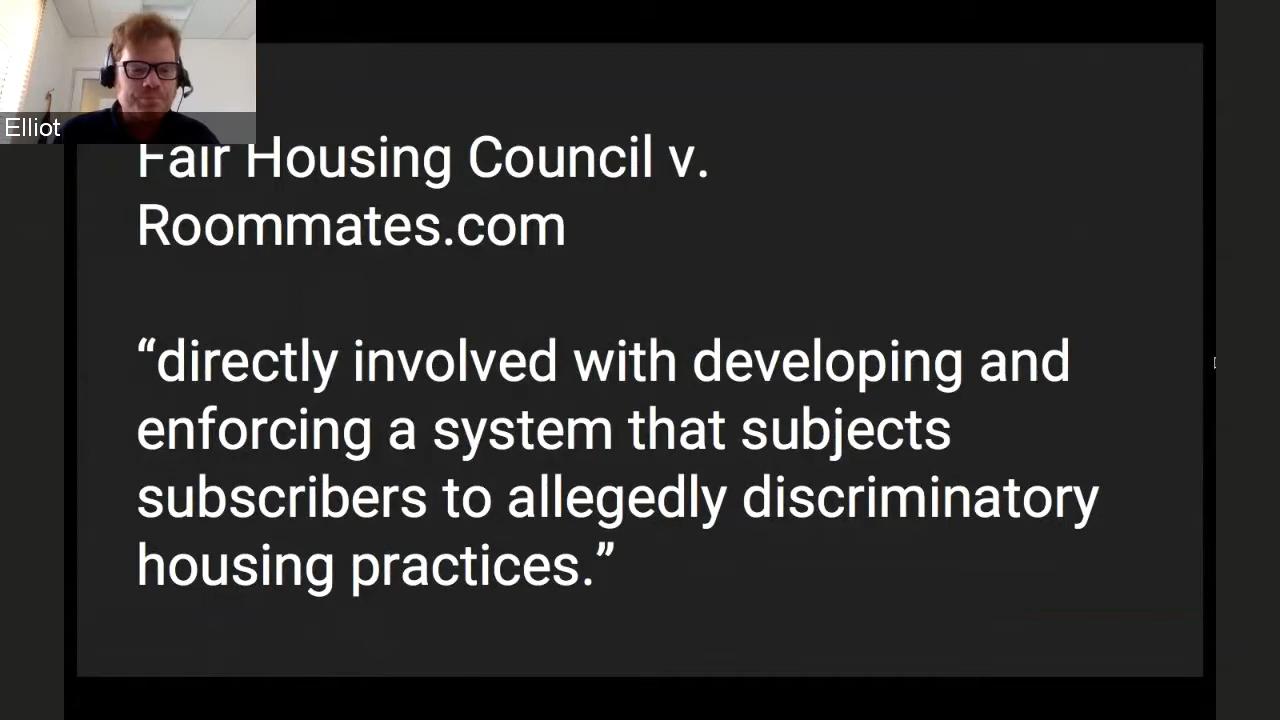 Elliot
Fair Housing Council v.
Roommates.com
“directly involved with developing and
enforcing a system that subjects
subscribers to allegedly discriminatory
housing practices.”